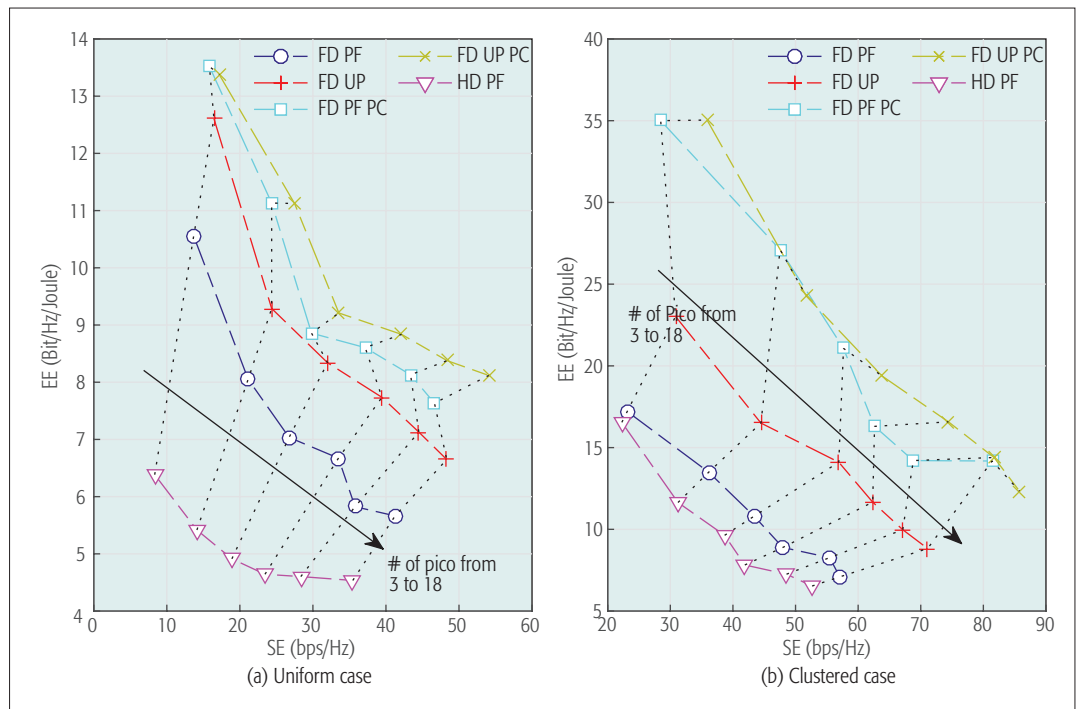 14
13
12
11
10
9
8
7
6
5
4
EE (Bit/Hz/Joule)
FD PF
FD UP
FD PF PC
FD UP PC
HD PF
# of pico from
3 to 18
0
10
20
30
40
50
60
SE (bps/Hz)
(a) Uniform case
40
35
30
25
20
15
10
5
EE (Bit/Hz/Joule)
FD PF
FD UP
FD PF PC
FD UP PC
HD PF
# of Pico from
3 to 18
20
30
40
50
60
70
80
90
SE (bps/Hz)
(b) Clustered case